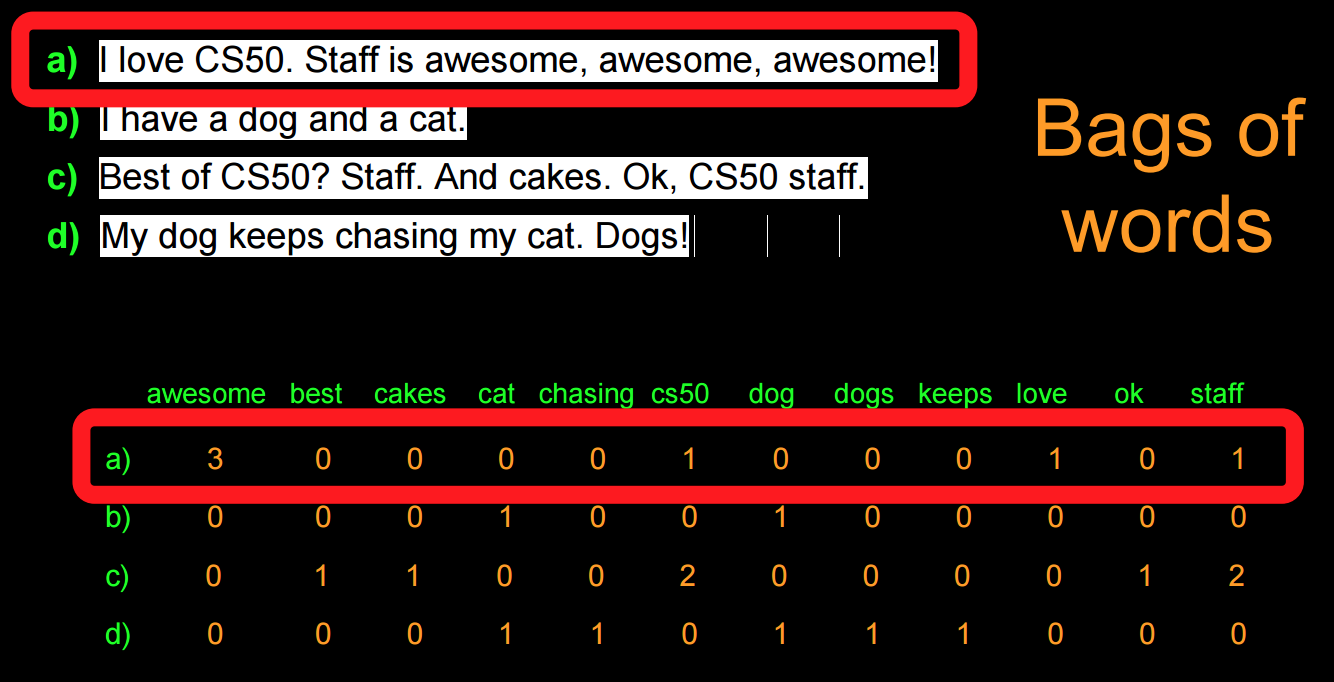 a) I love CS50. Staff is awesome, awesome, awesome!
b) I have a dog and a cat.
c) Best of CS50? Staff. And cakes. Ok, CS50 staff.
d) My dog keeps chasing my cat. Dogs!
Bags of
words
awesome best cakes cat chasing cs50 dog dogs keeps love ok staff
a) 3 0 0 0 0 1 0 0 0 1 0 1
b) 0 0 0 1 0 0 1 0 0 0 0 0
c) 0 1 1 0 0 2 0 0 0 0 1 2
d) 0 0 0 1 1 0 1 1 1 0 0 0